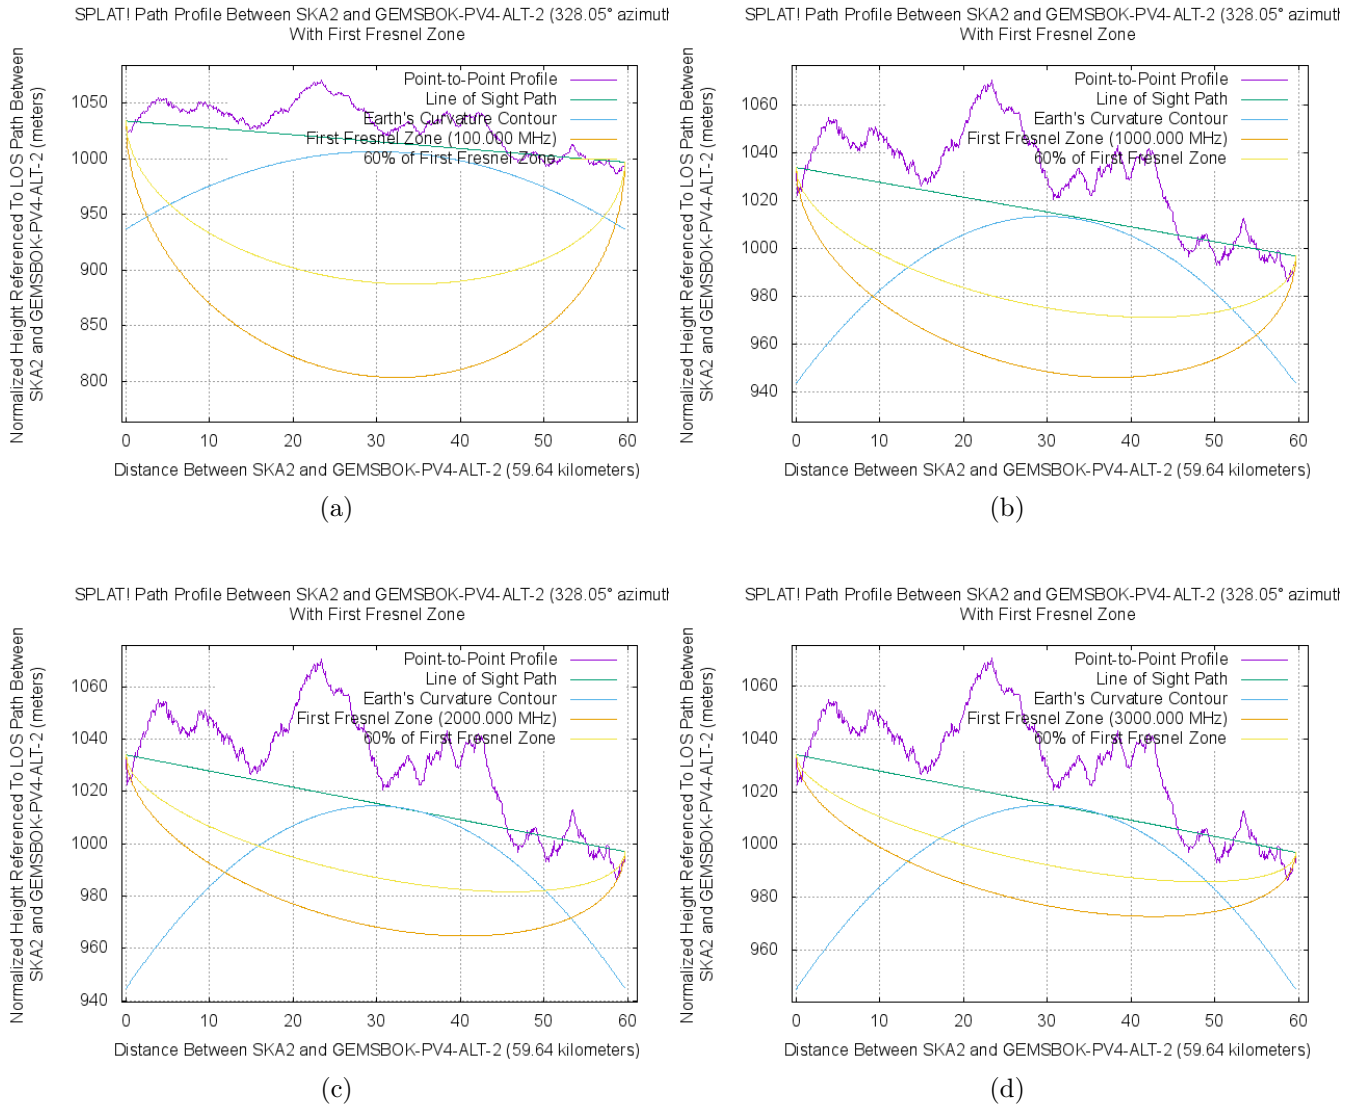 SPLAT! Path Profile Between SKA2 and GEMSBOK-PV4-ALT-2 (328.05° azimuth
With First Fresnel Zone
Normalized Height Referenced To LOS Path Between
SKA2 and GEMSBOK-PV4-ALT-2 (meters)
Point-to-Point Profile
Line of Sight Path
Earth's Curvature Contour
First Fresnel Zone (100.000 MHz)
60% of First Fresnel Zone
1050
1000
950
900
850
800
0 10 20 30 40 50 60
Distance Between SKA2 and GEMSBOK-PV4-ALT-2 (59.64 kilometers)
(a)
SPLAT! Path Profile Between SKA2 and GEMSBOK-PV4-ALT-2 (328.05° azimuth
With First Fresnel Zone
Normalized Height Referenced To LOS Path Between
SKA2 and GEMSBOK-PV4-ALT-2 (meters)
Point-to-Point Profile
Line of Sight Path
Earth's Curvature Contour
First Fresnel Zone (1000.000 MHz)
60% of First Fresnel Zone
1060
1040
1020
1000
980
960
940
0 10 20 30 40 50 60
Distance Between SKA2 and GEMSBOK-PV4-ALT-2 (59.64 kilometers)
(b)
SPLAT! Path Profile Between SKA2 and GEMSBOK-PV4-ALT-2 (328.05° azimuth
With First Fresnel Zone
Normalized Height Referenced To LOS Path Between
SKA2 and GEMSBOK-PV4-ALT-2 (meters)
Point-to-Point Profile
Line of Sight Path
Earth's Curvature Contour
First Fresnel Zone (2000.000 MHz)
60% of First Fresnel Zone
1060
1040
1020
1000
980
960
940
0 10 20 30 40 50 60
Distance Between SKA2 and GEMSBOK-PV4-ALT-2 (59.64 kilometers)
(c)
SPLAT! Path Profile Between SKA2 and GEMSBOK-PV4-ALT-2 (328.05° azimuth
With First Fresnel Zone
Normalized Height Referenced To LOS Path Between
SKA2 and GEMSBOK-PV4-ALT-2 (meters)
Point-to-Point Profile
Line of Sight Path
Earth's Curvature Contour
First Fresnel Zone (3000.000 MHz)
60% of First Fresnel Zone
1060
1040
1020
1000
980
960
0 10 20 30 40 50 60
Distance Between SKA2 and GEMSBOK-PV4-ALT-2 (59.64 kilometers)
(d)